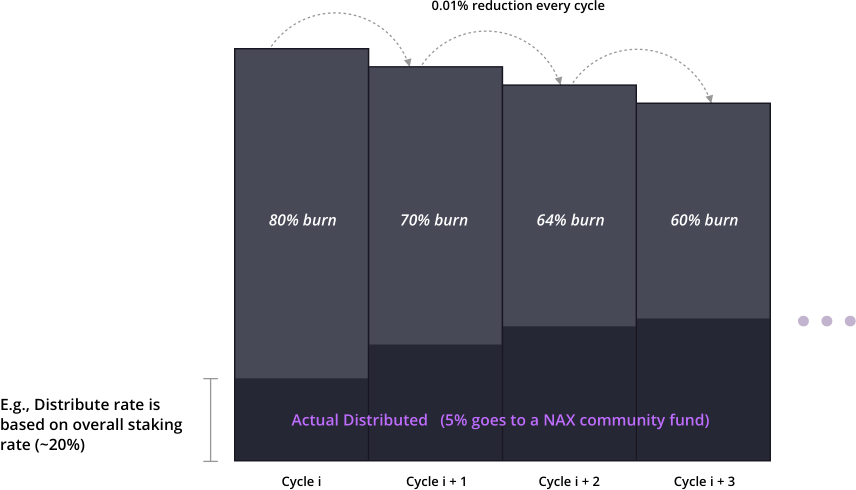 0.01% reduction every cycle
80% burn
70% burn
64% burn
60% burn
E.g., Distribute rate is
based on overall staking
rate (~20%)
Actual Distributed (5% goes to a NAX community fund)
Cycle i
Cycle i + 1
Cycle i + 2
Cycle i + 3